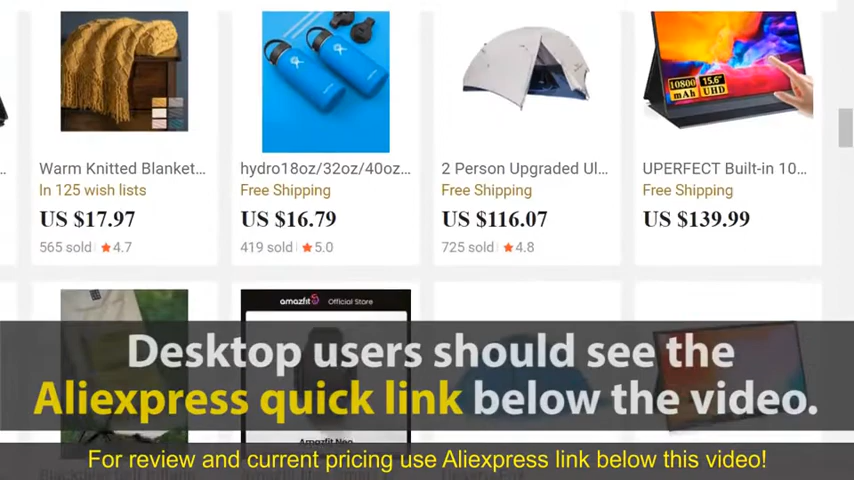 10800
mAh
15.6"
UHD
Warm Knitted Blanket...
hydro18oz/32oz/40oz...
2 Person Upgraded Ul...
UPERFECT Built-in 10...
In 125 wish lists
Free Shipping
Free Shipping
Free Shipping
US $17.97
US $16.79
US $116.07
US $139.99
565 sold
4.7
419 sold
5.0
725 sold
4.8
amazfit
Official Store
Desktop users should see the
Aliexpress quick link below the video.
Amazfit Neo
For review and current pricing use Aliexpress link below this video!